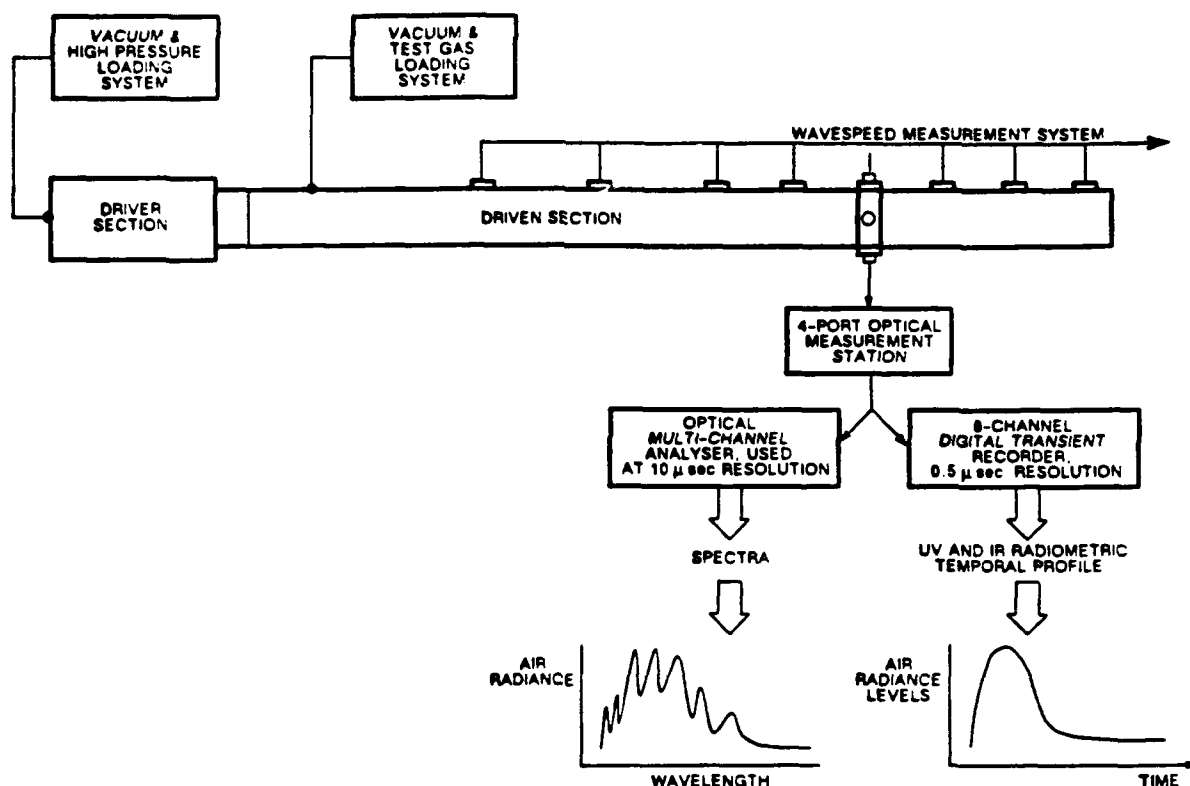 VACUUM &
HIGH PRESSURE
LOADING
SYSTEM
VACUUM &
TEST GAS
LOADING
SYSTEM
WAVESPEED MEASUREMENT SYSTEM
DRIVER
SECTION
DRIVEN SECTION
4-PORT OPTICAL
MEASUREMENT
STATION
OPTICAL
MULTI-CHANNEL
ANALYSER, USED
AT 10 μsec RESOLUTION
8-CHANNEL
DIGITAL TRANSIENT
RECORDER,
0.5 μsec RESOLUTION
SPECTRA
UV AND IR RADIOMETRIC
TEMPORAL PROFILE
AIR
RADIANCE
WAVELENGTH
AIR
RADIANCE
LEVELS
TIME